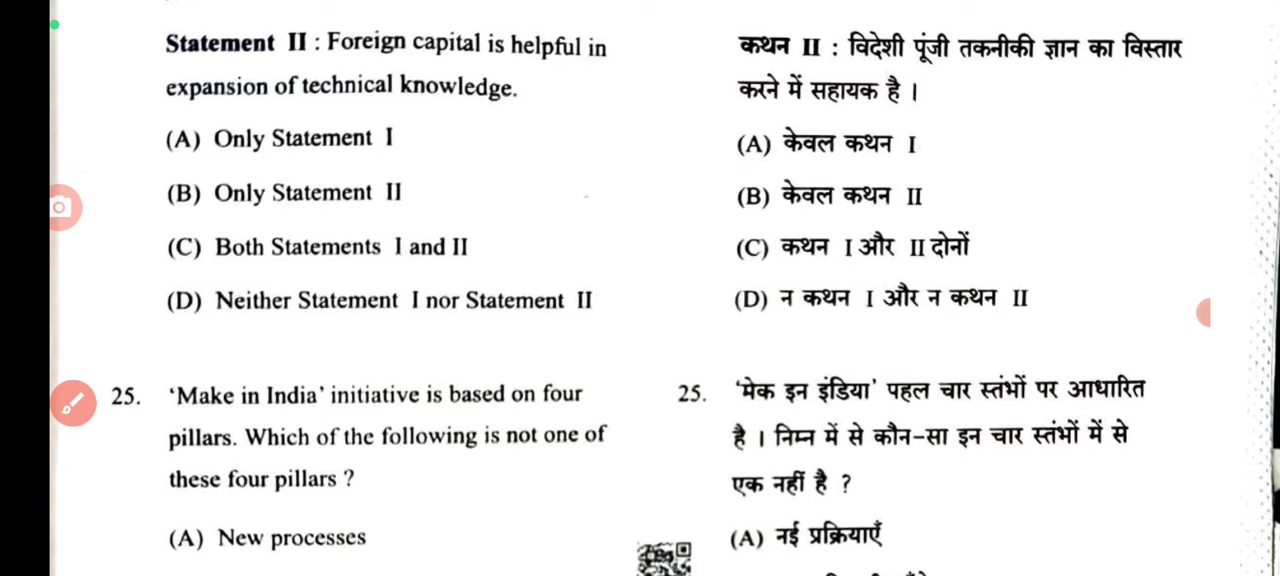 Statement II : Foreign capital is helpful in
expansion of technical knowledge.
(A) Only Statement I
(B) Only Statement II
(C) Both Statements I and II
(D) Neither Statement I nor Statement II
25. 'Make in India' initiative is based on four
pillars. Which of the following is not one of
these four pillars ?
(A) New processes
कथन II : विदेशी पूंजी तकनीकी ज्ञान का विस्तार
करने में सहायक है ।
(A) केवल कथन I
(B) केवल कथन II
(C) कथन I और II दोनों
(D) न कथन I और न कथन II
25. 'मेक इन इंडिया' पहल चार स्तंभों पर आधारित
है । निम्न में से कौन-सा इन चार स्तंभों में से
एक नहीं है ?
(A) नई प्रक्रियाएँ